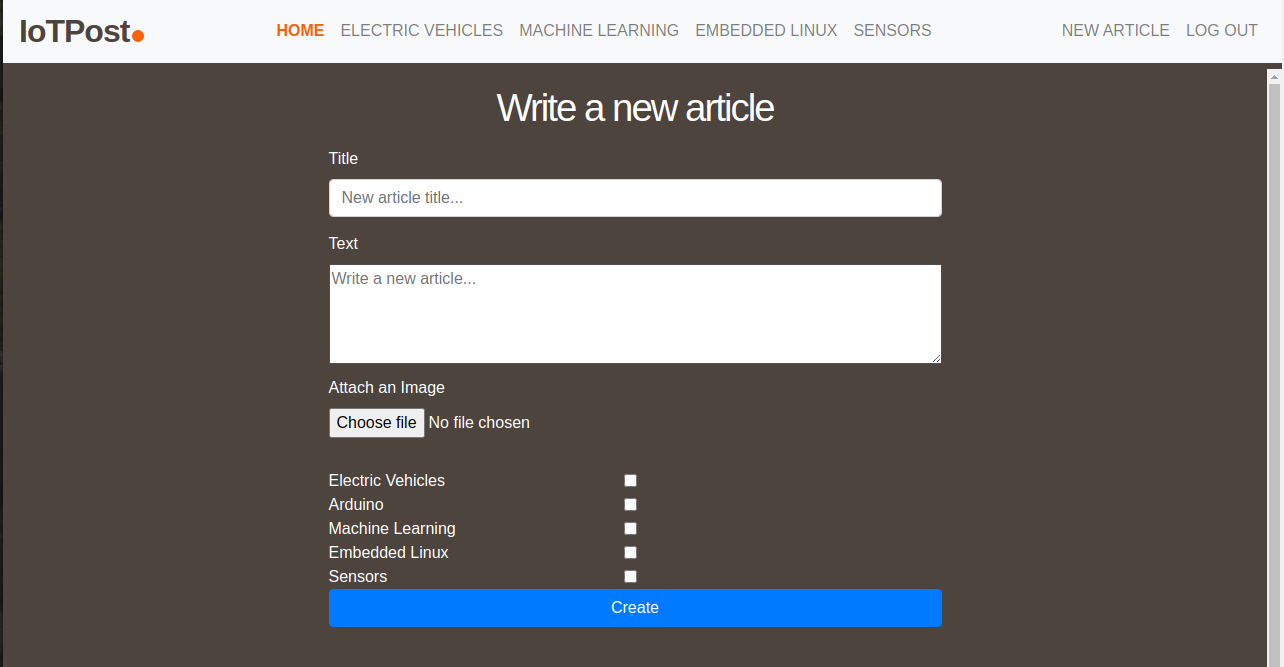 IoTPost
HOME ELECTRIC VEHICLES MACHINE LEARNING EMBEDDED LINUX SENSORS NEW ARTICLE LOG OUT
Write a new article
Title
New article title...
Text
Write a new article...
Attach an Image
Choose file No file chosen
Electric Vehicles
Arduino
Machine Learning
Embedded Linux
Sensors
Create